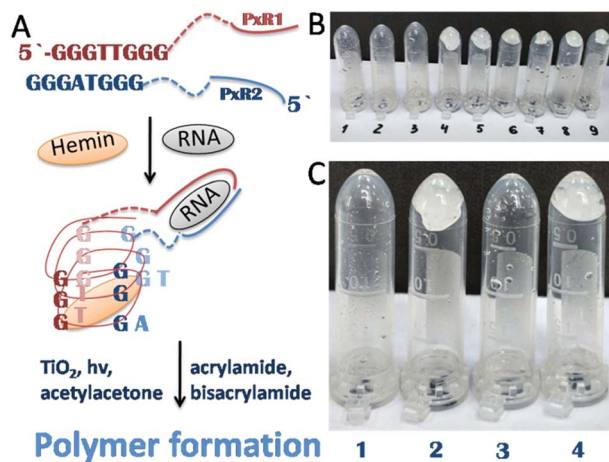 A
PxR1
5`-GGGTTGGG
GGGATGGG
PxR2
5`
Hemin
RNA
RNA
G G
G G
G G G T
G G
G T G
G T G A
TiO2, hv,
acetylacetone
acrylamide,
bisacrylamide
Polymer formation
B
1 2 3 4 5 6 7 8 9
C
1 2 3 4